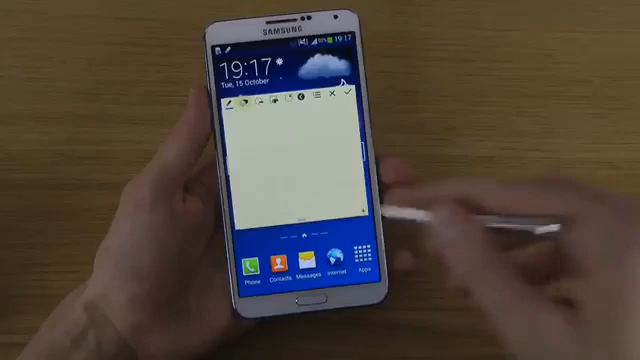 SAMSUNG
19:17
19:17
Tue, 15 October
Phone
Contacts
Messages
Internet
Apps